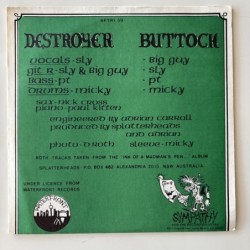 SFTRI 28
DESTROYER BUTTOCK
VOCALS·SLY · BIG GUY
GIT R·SLY & BIG GUY · SLY
BASS·PT · PT
DRUMS·MICKY · MICKY
SAX·NICK CROSS
PIANO·PAUL KITTEN
ENGINEERED BY ADRIAN CARROLL
PRODUCED BY SPLATTERHEADS
AND ADRIAN
BOTH TRACKS TAKEN FROM THE "INK OF A MADMAN'S PEN..." ALBUM
SPLATTERHEADS· P.O BOX ALEXANDRIA 2015, NSW· AUSTRALIA
PHOTO·D.ROTH SLEEVE·MICKY
UNDER LICENCE FROM
WATERFRONT RECORDS
SYMPATHY